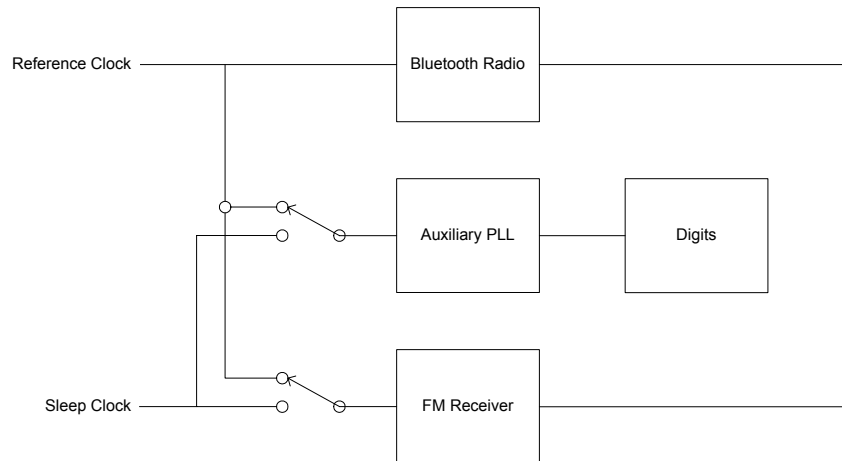 Reference Clock
Bluetooth Radio
Auxiliary PLL
Digits
Sleep Clock
FM Receiver